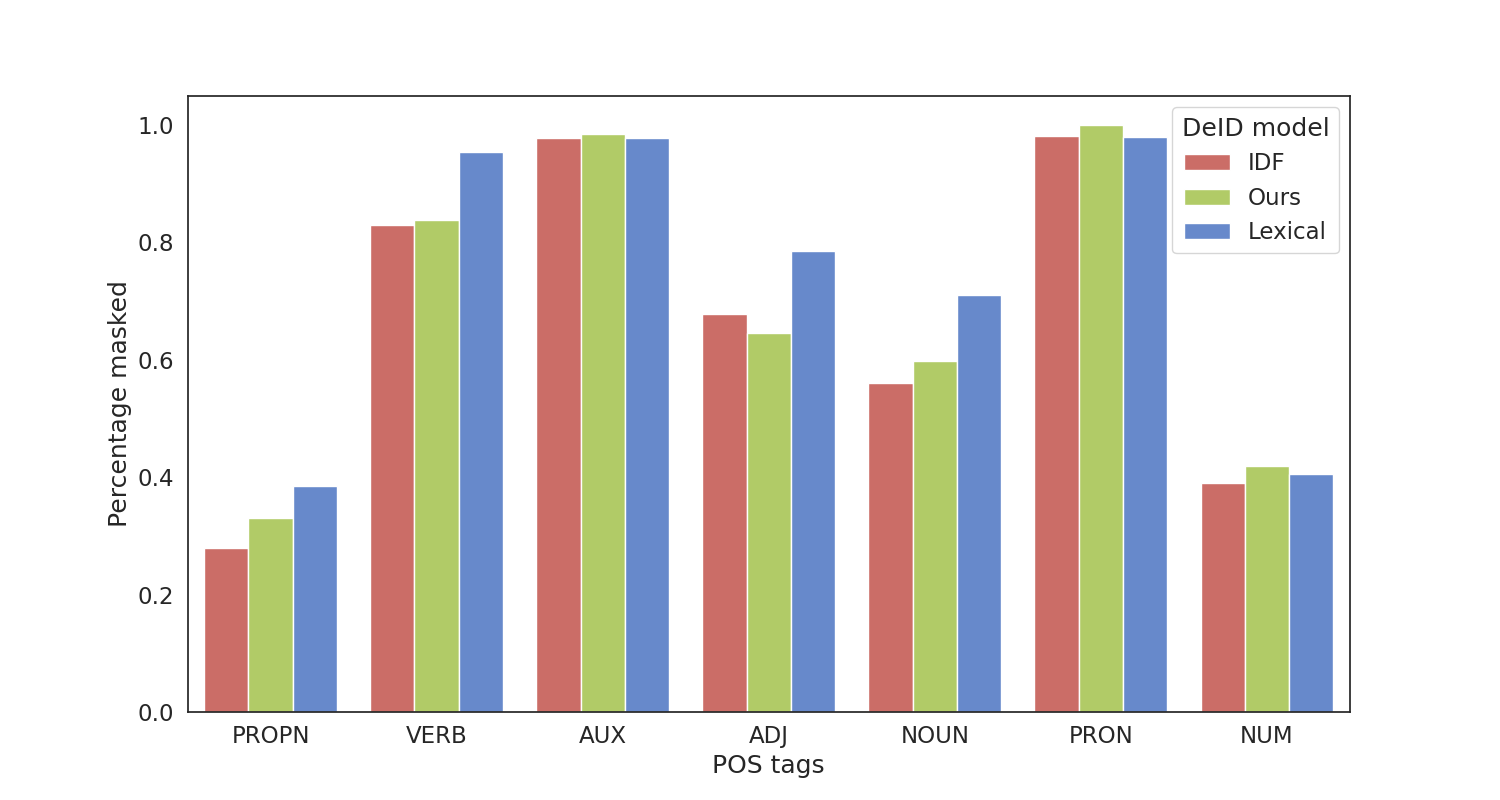 DeID model
IDF
Ours
Lexical
Percentage masked
1.0
0.8
0.6
0.4
0.2
0.0
PROPN VERB AUX ADJ NOUN PRON NUM
POS tags